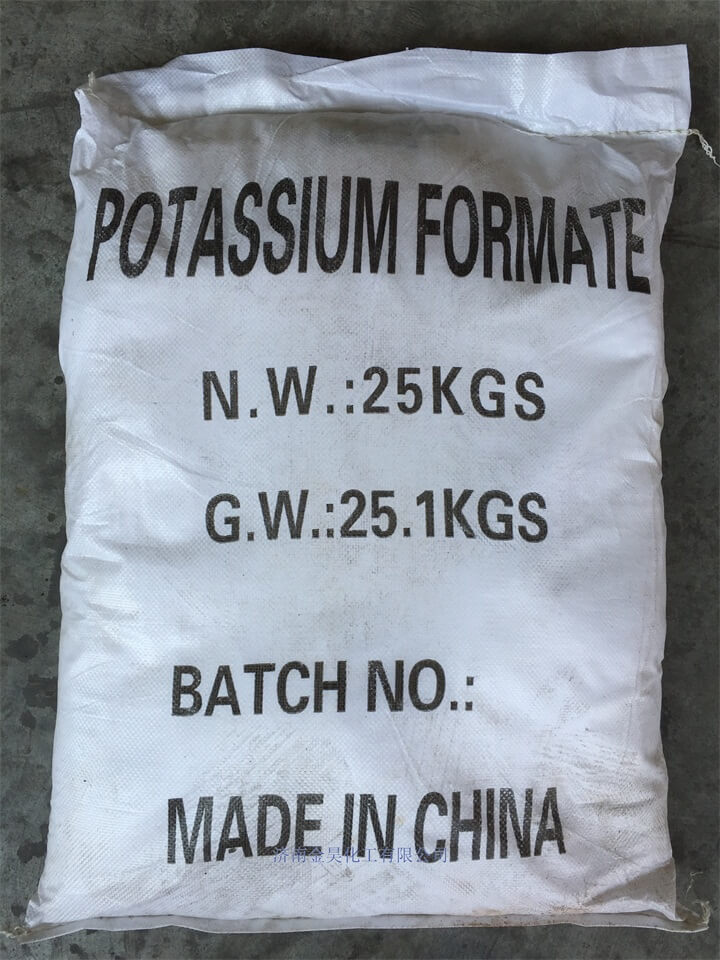 POTASSIUM FORMATE
N.W.:25KGS
G.W.:25.1KGS
BATCH NO.:
MADE IN CHINA
济南金昊化工有限公司